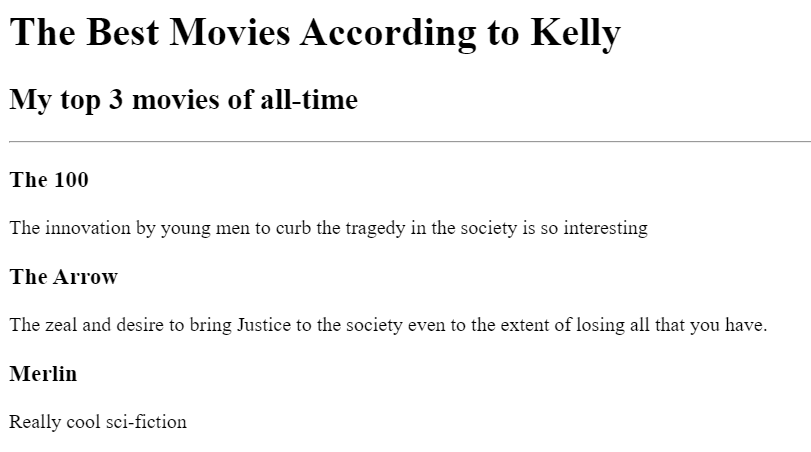 The Best Movies According to Kelly
My top 3 movies of all-time
The 100
The innovation by young men to curb the tragedy in the society is so interesting
The Arrow
The zeal and desire to bring Justice to the society even to the extent of losing all that you have.
Merlin
Really cool sci-fiction